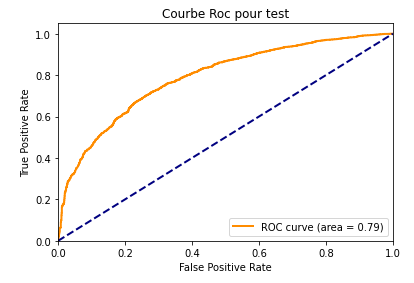 Courbe Roc pour test
True Positive Rate
1.0
0.8
0.6
0.4
0.2
0.0
ROC curve (area = 0.79)
0.0 0.2 0.4 0.6 0.8 1.0
False Positive Rate